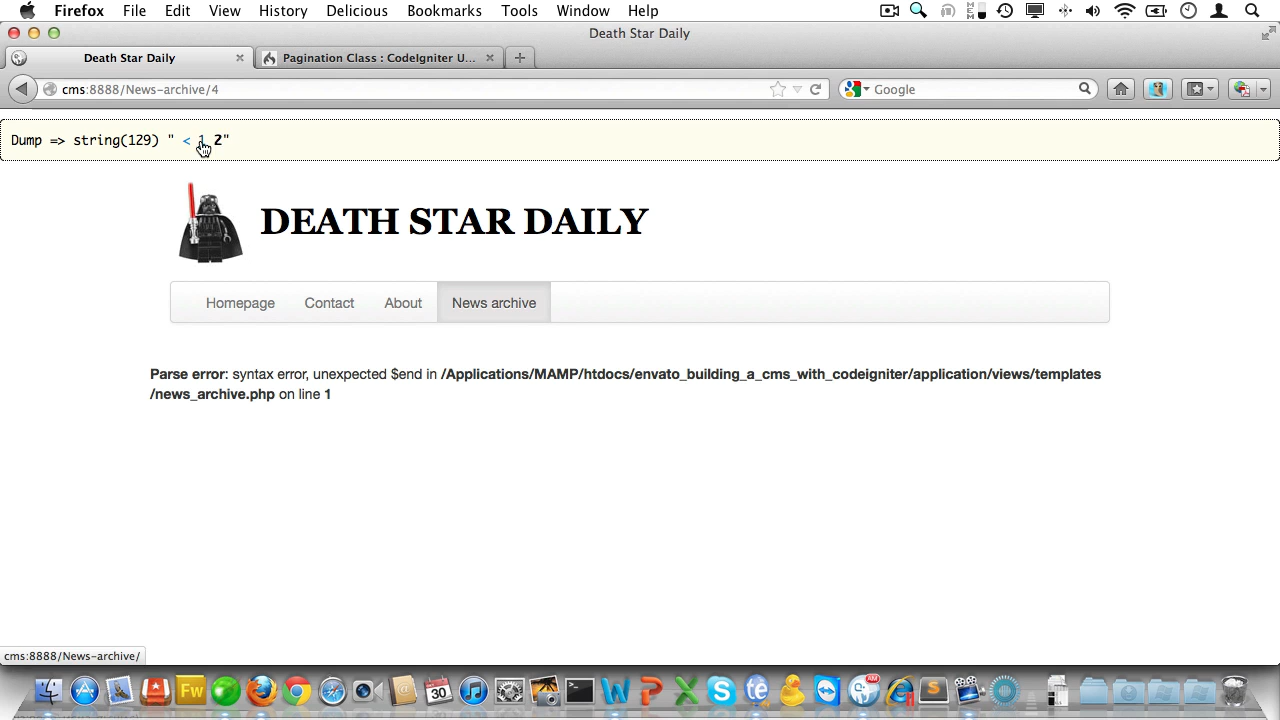 Firefox File Edit View History Delicious Bookmarks Tools Window Help
Death Star Daily
Death Star Daily
Pagination Class : CodeIgniter U...
cms:8888/News-archive/4
Google
Dump => string(129) " < 1 2"
DEATH STAR DAILY
Homepage Contact About News archive
Parse error: syntax error, unexpected $end in /Applications/MAMP/htdocs/envato_building_a_cms_with_codeigniter/application/views/templates
/news_archive.php on line 1
cms:8888/News-archive/
Fw
30
AM